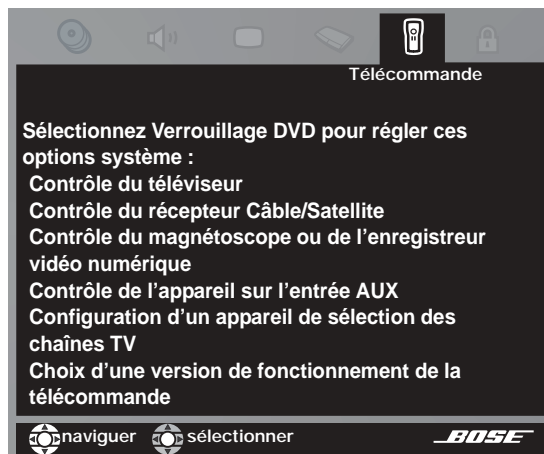 Télécommande
Sélectionnez Verrouillage DVD pour régler ces
options système :
Contrôle du téléviseur
Contrôle du récepteur Câble/Satellite
Contrôle du magnétoscope ou de l’enregistreur
vidéo numérique
Contrôle de l’appareil sur l’entrée AUX
Configuration d’un appareil de sélection des
chaînes TV
Choix d’une version de fonctionnement de la
télécommande
naviguer sélectionner BOSE